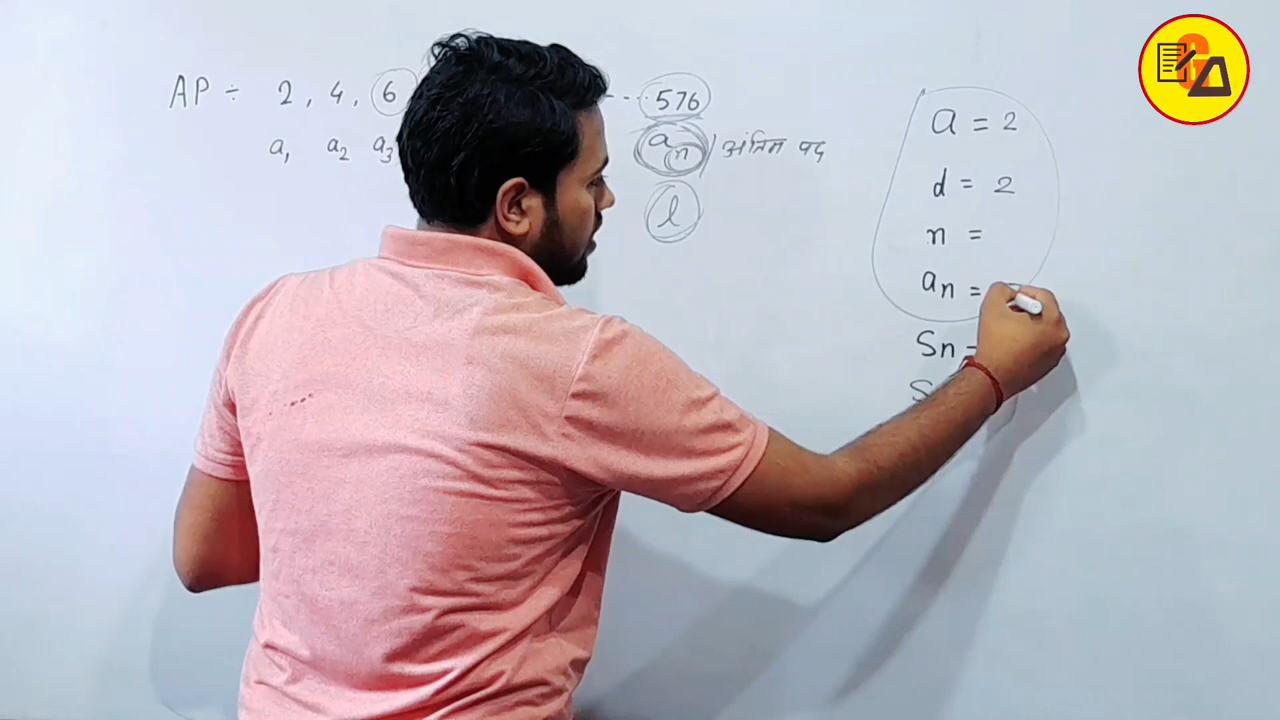 AP ÷ 2, 4, 6 --- 576
a₁ a₂ a₃ aₙ / अंतिम पद
l
a = 2
d = 2
n =
aₙ =
Sn =
S